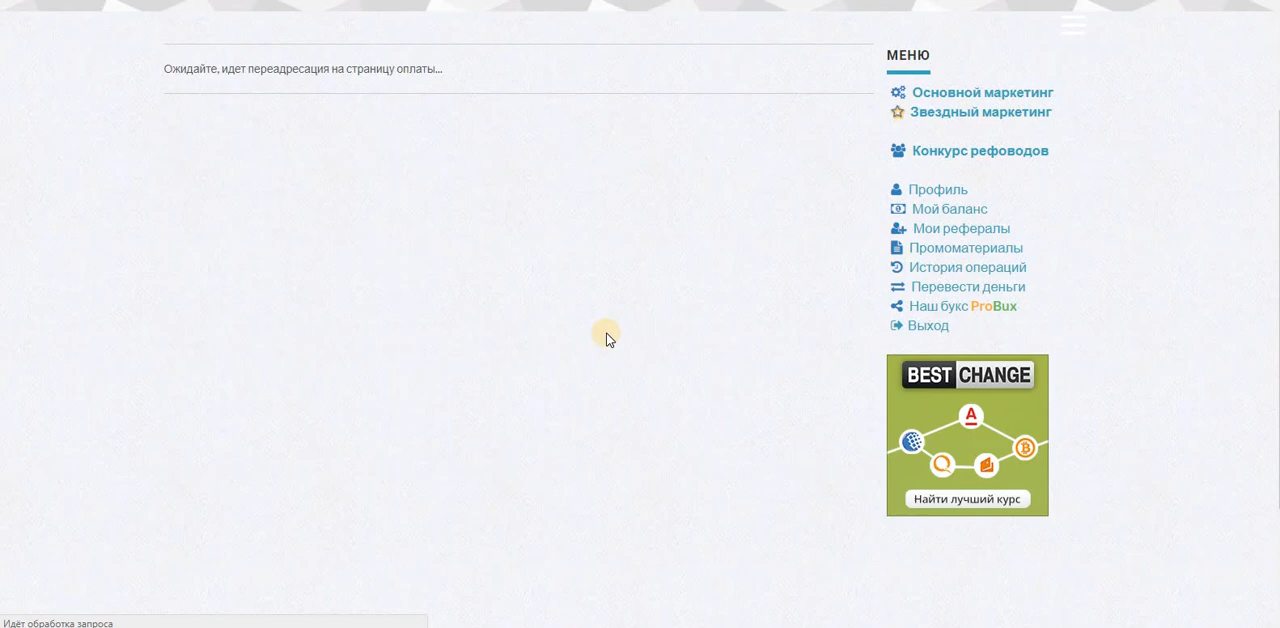 Ожидайте, идет переадресация на страницу оплаты...
МЕНЮ
Основной маркетинг
Звездный маркетинг
Конкурс рефоводов
Профиль
Мой баланс
Мои рефералы
Промоматериалы
История операций
Перевести деньги
Наш букс ProBux
Выход
BEST CHANGE
A
Найти лучший курс
Идёт обработка запроса